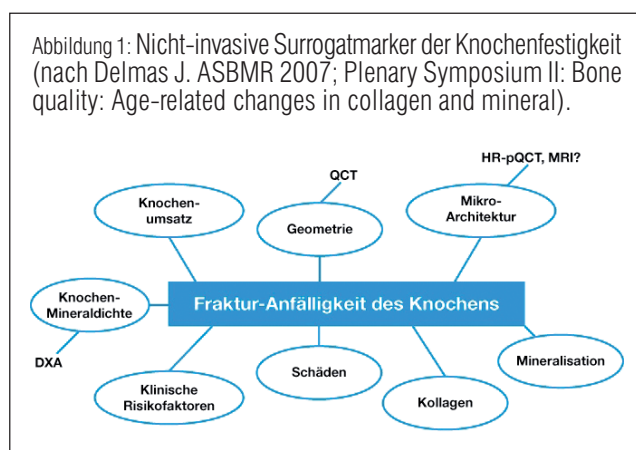 Abbildung 1: Nicht-invasive Surrogatmarker der Knochenfestigkeit
(nach Delmas J. ASBMR 2007; Plenary Symposium II: Bone
quality: Age-related changes in collagen and mineral).
HR-pQCT, MRI?
QCT
Knochen-
umsatz
Geometrie
Mikro-
Architektur
Knochen-
Mineraldichte
Fraktur-Anfälligkeit des Knochens
DXA
Klinische
Risikofaktoren
Schäden
Kollagen
Mineralisation